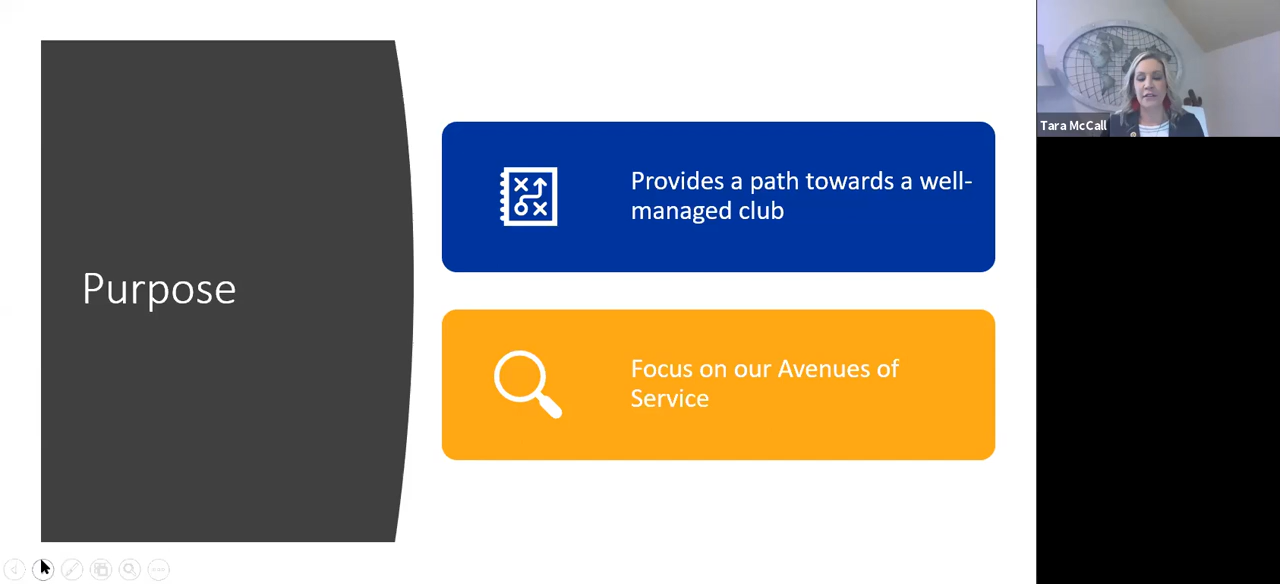 Purpose
Provides a path towards a well-
managed club
Focus on our Avenues of
Service
Tara McCall